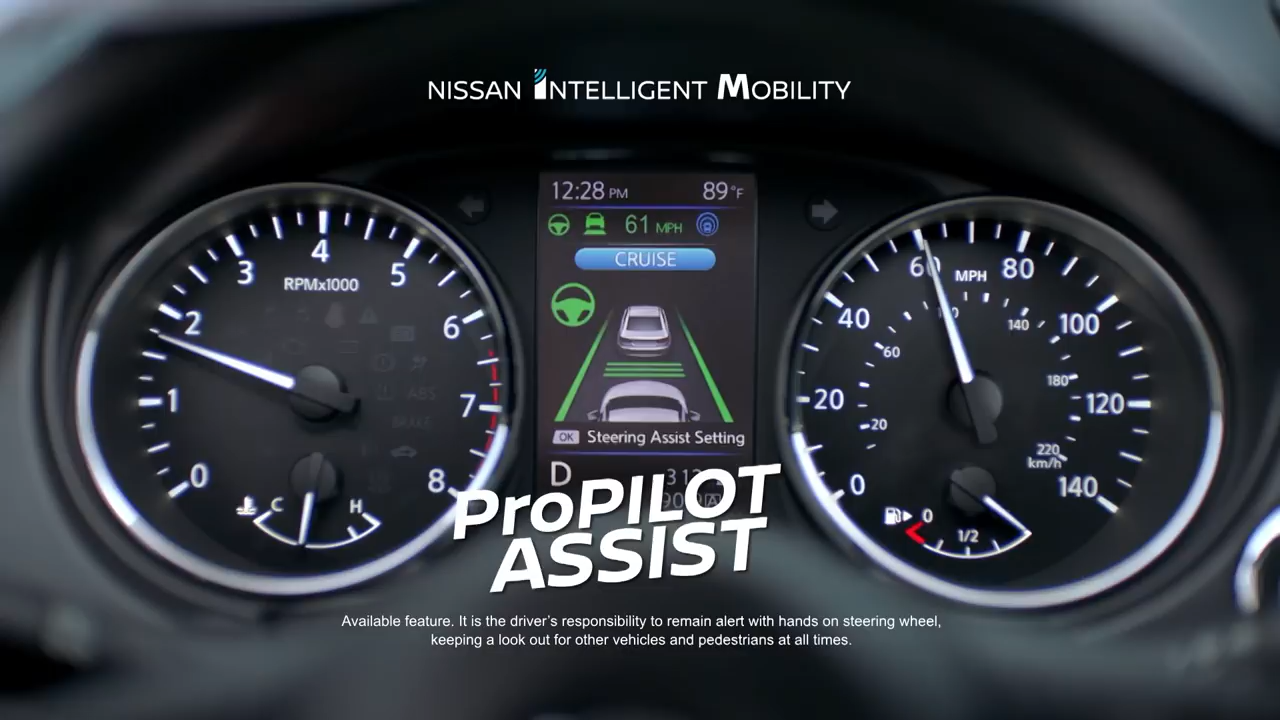 NISSAN INTELLIGENT MOBILITY
12:28 PM 89°F
61 MPH
CRUISE
OK Steering Assist Setting
D
ProPILOT
ASSIST
0 1 2 3 4 5 6 7 8
RPMx1000
C H
0 20 40 60 80 100 120 140
MPH
20 60 140 180 220
km/h
0 1/2
ABS
BRAKE
Available feature. It is the driver's responsibility to remain alert with hands on steering wheel,
keeping a look out for other vehicles and pedestrians at all times.